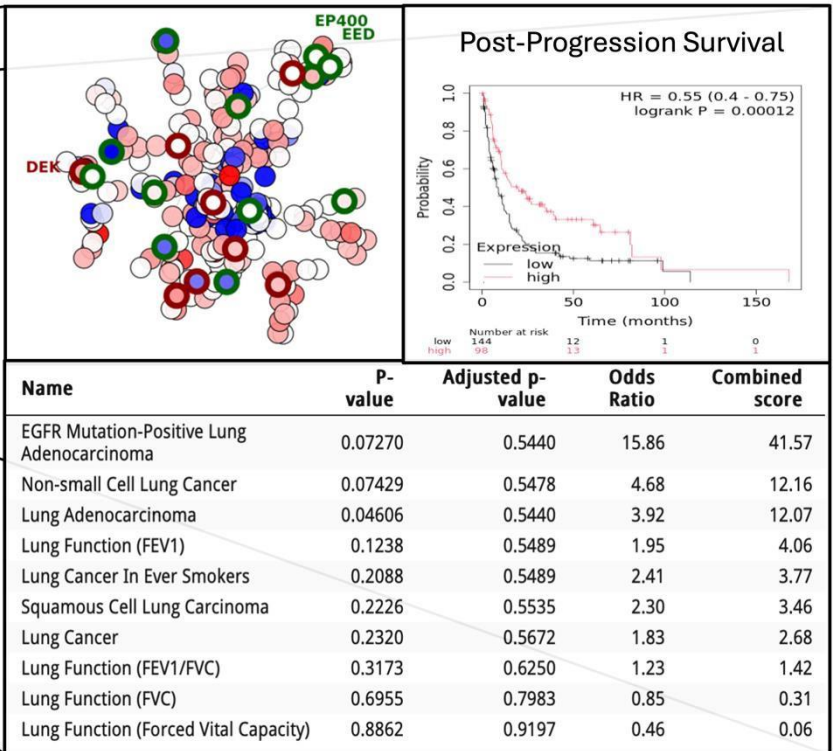 EP400
EED
DEK
Post-Progression Survival
HR = 0.55 (0.4 - 0.75)
logrank P = 0.00012
Probability
1.0
0.8
0.6
0.4
0.2
0.0
Expression
low
high
0 50 100 150
Time (months)
Number at risk
low 144 12 1 0
high 98 13 1 1
Name P-value Adjusted p-value Odds Ratio Combined score
EGFR Mutation-Positive Lung Adenocarcinoma 0.07270 0.5440 15.86 41.57
Non-small Cell Lung Cancer 0.07429 0.5478 4.68 12.16
Lung Adenocarcinoma 0.04606 0.5440 3.92 12.07
Lung Function (FEV1) 0.1238 0.5489 1.95 4.06
Lung Cancer In Ever Smokers 0.2088 0.5489 2.41 3.77
Squamous Cell Lung Carcinoma 0.2226 0.5535 2.30 3.46
Lung Cancer 0.2320 0.5672 1.83 2.68
Lung Function (FEV1/FVC) 0.3173 0.6250 1.23 1.42
Lung Function (FVC) 0.6955 0.7983 0.85 0.31
Lung Function (Forced Vital Capacity) 0.8862 0.9197 0.46 0.06